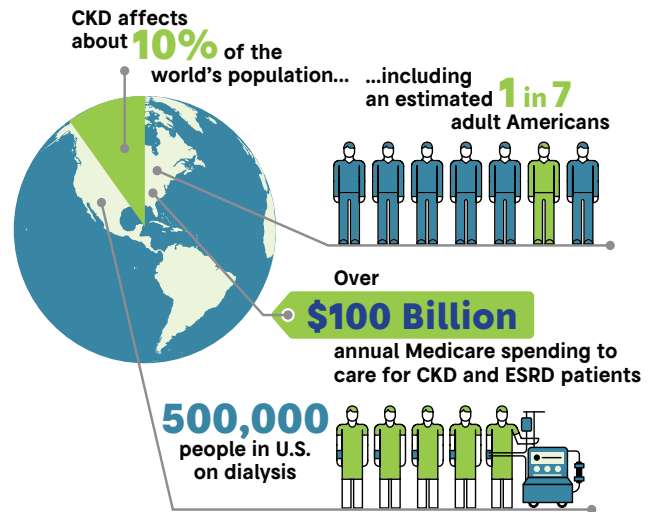 CKD affects
about 10% of the
world's population...
...including
an estimated 1 in 7
adult Americans
Over
$100 Billion
annual Medicare spending to
care for CKD and ESRD patients
500,000
people in U.S.
on dialysis